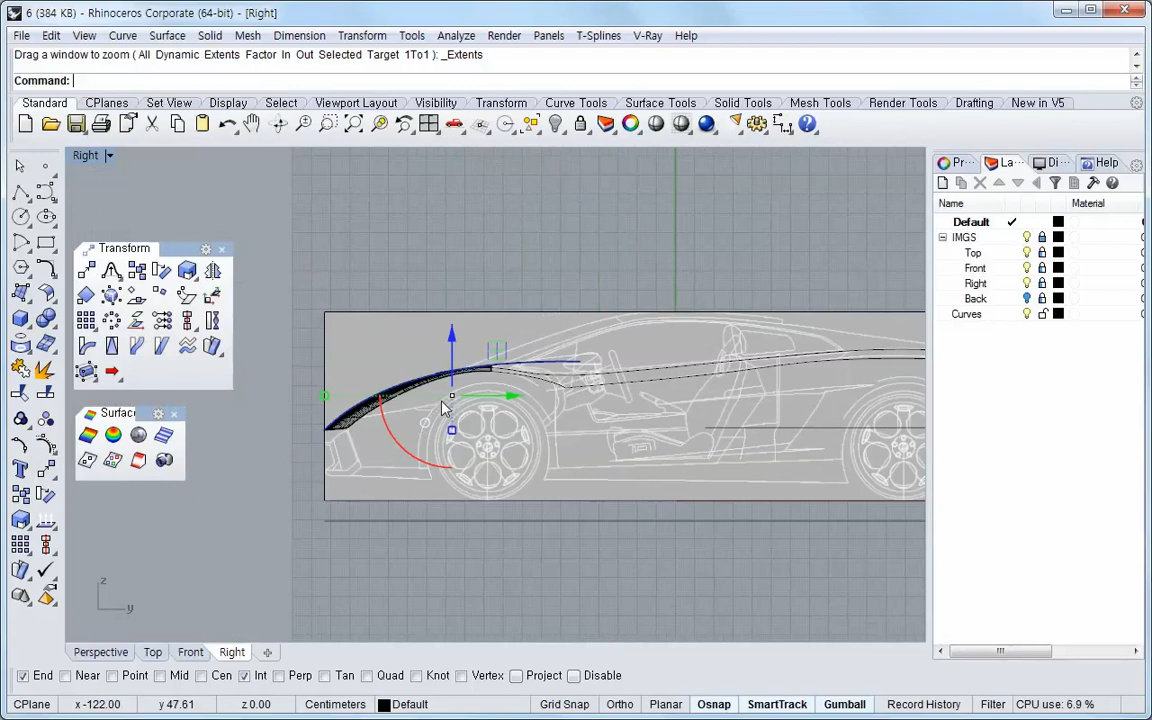 6 (384 KB) - Rhinoceros Corporate (64-bit) - [Right]
File Edit View Curve Surface Solid Mesh Dimension Transform Tools Analyze Render Panels T-Splines V-Ray Help
Drag a window to zoom ( All Dynamic Extents Factor In Out Selected Target 1To1 ): _Extents
Command:
Standard CPlanes Set View Display Select Viewport Layout Visibility Transform Curve Tools Surface Tools Solid Tools Mesh Tools Render Tools Drafting New in V5
Right
Pr··· La··· Di··· Help
Name Material
Default
IMGS
Top
Front
Right
Back
Curves
Transform
Surfac
z
y
Perspective Top Front Right
End Near Point Mid Cen Int Perp Tan Quad Knot Vertex Project Disable
CPlane x -122.00 y 47.61 z 0.00 Centimeters Default Grid Snap Ortho Planar Osnap SmartTrack Gumball Record History Filter CPU use: 6.9 %